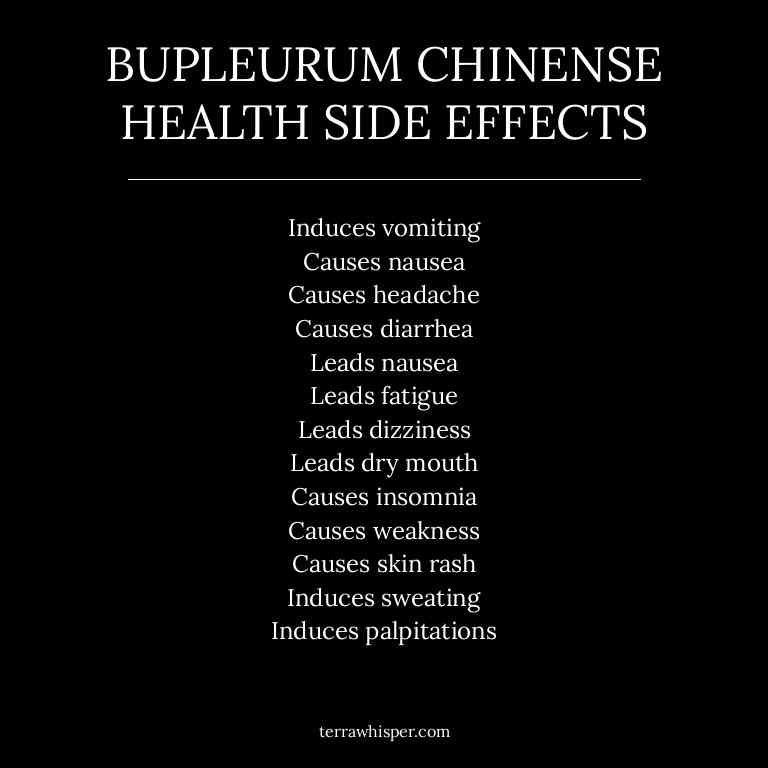 BUPLEURUM CHINENSE
HEALTH SIDE EFFECTS
Induces vomiting
Causes nausea
Causes headache
Causes diarrhea
Leads nausea
Leads fatigue
Leads dizziness
Leads dry mouth
Causes insomnia
Causes weakness
Causes skin rash
Induces sweating
Induces palpitations
terrawhisper.com